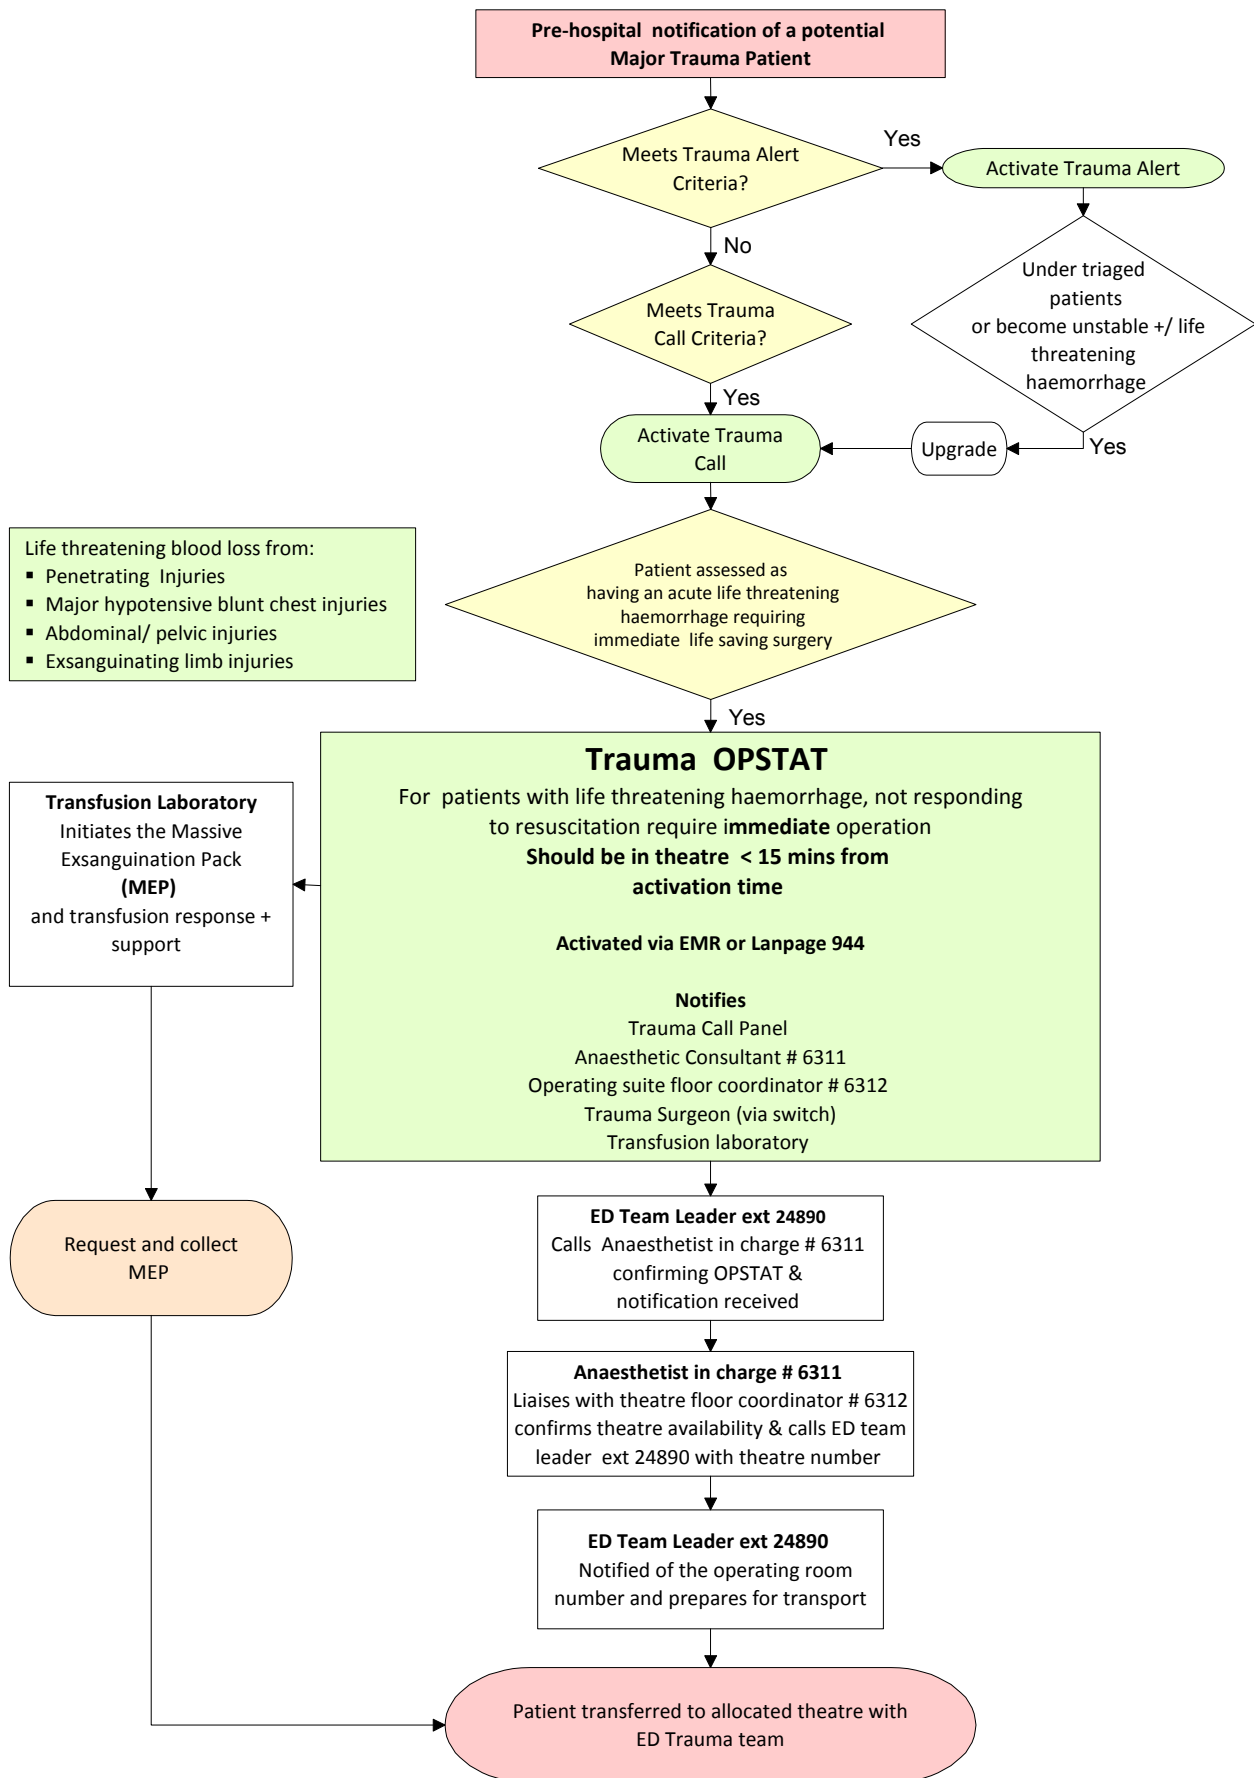 Pre-hospital notification of a potential
Major Trauma Patient
Meets Trauma Alert
Criteria?
Yes
Activate Trauma Alert
No
Under triaged
patients
or become unstable +/ life
threatening
haemorrhage
Meets Trauma
Call Criteria?
Yes
Activate Trauma
Call
Upgrade
Yes
Life threatening blood loss from:
▪ Penetrating Injuries
▪ Major hypotensive blunt chest injuries
▪ Abdominal/ pelvic injuries
▪ Exsanguinating limb injuries
Patient assessed as
having an acute life threatening
haemorrhage requiring
immediate life saving surgery
Yes
Trauma OPSTAT
For patients with life threatening haemorrhage, not responding
to resuscitation require immediate operation
Should be in theatre < 15 mins from
activation time
Activated via EMR or Lanpage 944
Notifies
Trauma Call Panel
Anaesthetic Consultant # 6311
Operating suite floor coordinator # 6312
Trauma Surgeon (via switch)
Transfusion laboratory
Transfusion Laboratory
Initiates the Massive
Exsanguination Pack
(MEP)
and transfusion response +
support
Request and collect
MEP
ED Team Leader ext 24890
Calls Anaesthetist in charge # 6311
confirming OPSTAT &
notification received
Anaesthetist in charge # 6311
Liaises with theatre floor coordinator # 6312
confirms theatre availability & calls ED team
leader ext 24890 with theatre number
ED Team Leader ext 24890
Notified of the operating room
number and prepares for transport
Patient transferred to allocated theatre with
ED Trauma team